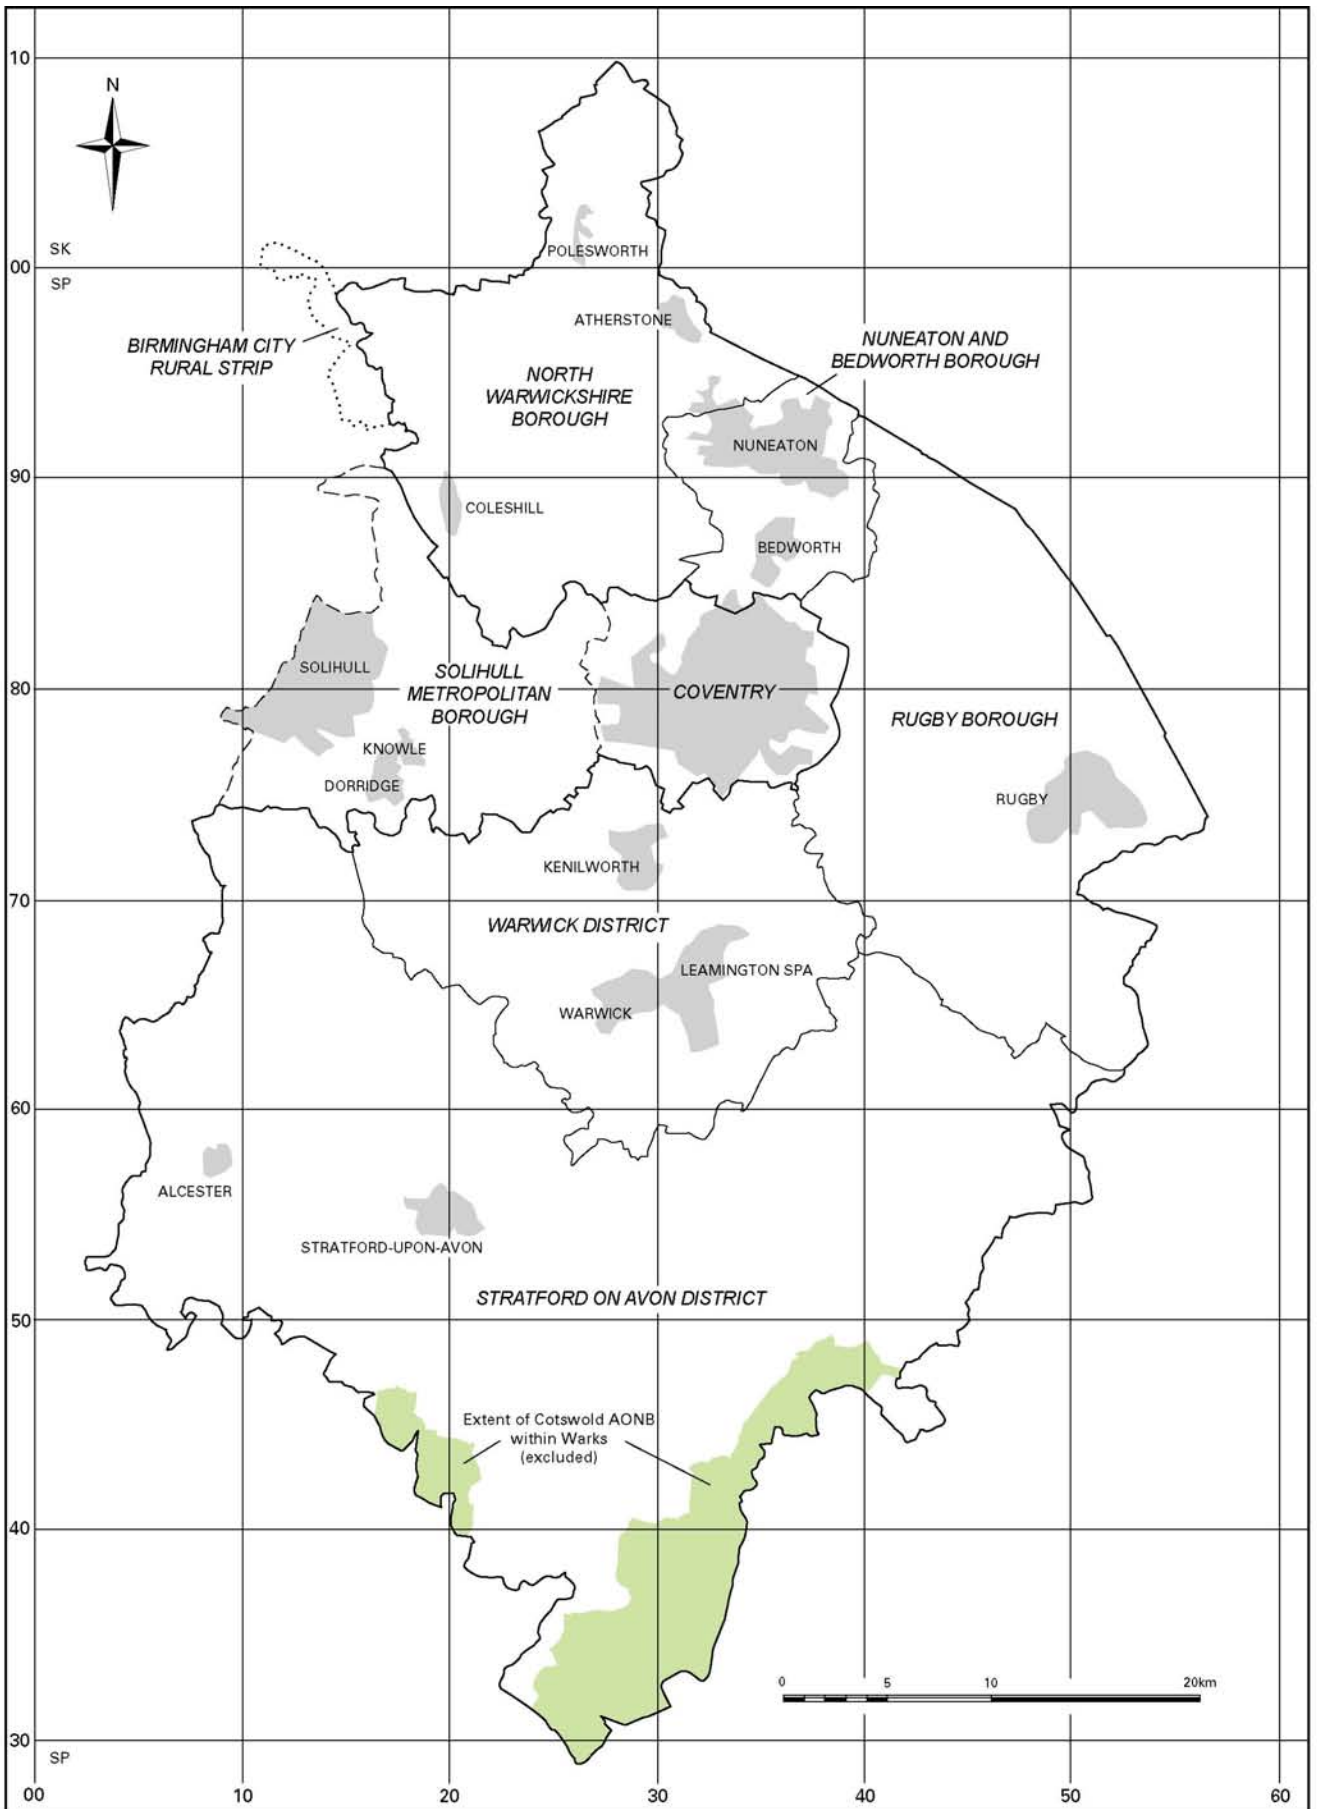 10
N
SK
POLESWORTH
00
SP
ATHERSTONE
BIRMINGHAM CITY
RURAL STRIP
NUNEATON AND
BEDWORTH BOROUGH
NORTH
WARWICKSHIRE
BOROUGH
NUNEATON
90
COLESHILL
BEDWORTH
SOLIHULL
SOLIHULL
METROPOLITAN
BOROUGH
80
COVENTRY
RUGBY BOROUGH
KNOWLE
DORRIDGE
RUGBY
KENILWORTH
70
WARWICK DISTRICT
LEAMINGTON SPA
WARWICK
60
ALCESTER
STRATFORD-UPON-AVON
STRATFORD ON AVON DISTRICT
50
Extent of Cotswold AONB
within Warks
(excluded)
40
0 5 10 20km
30
SP
00 10 20 30 40 50 60